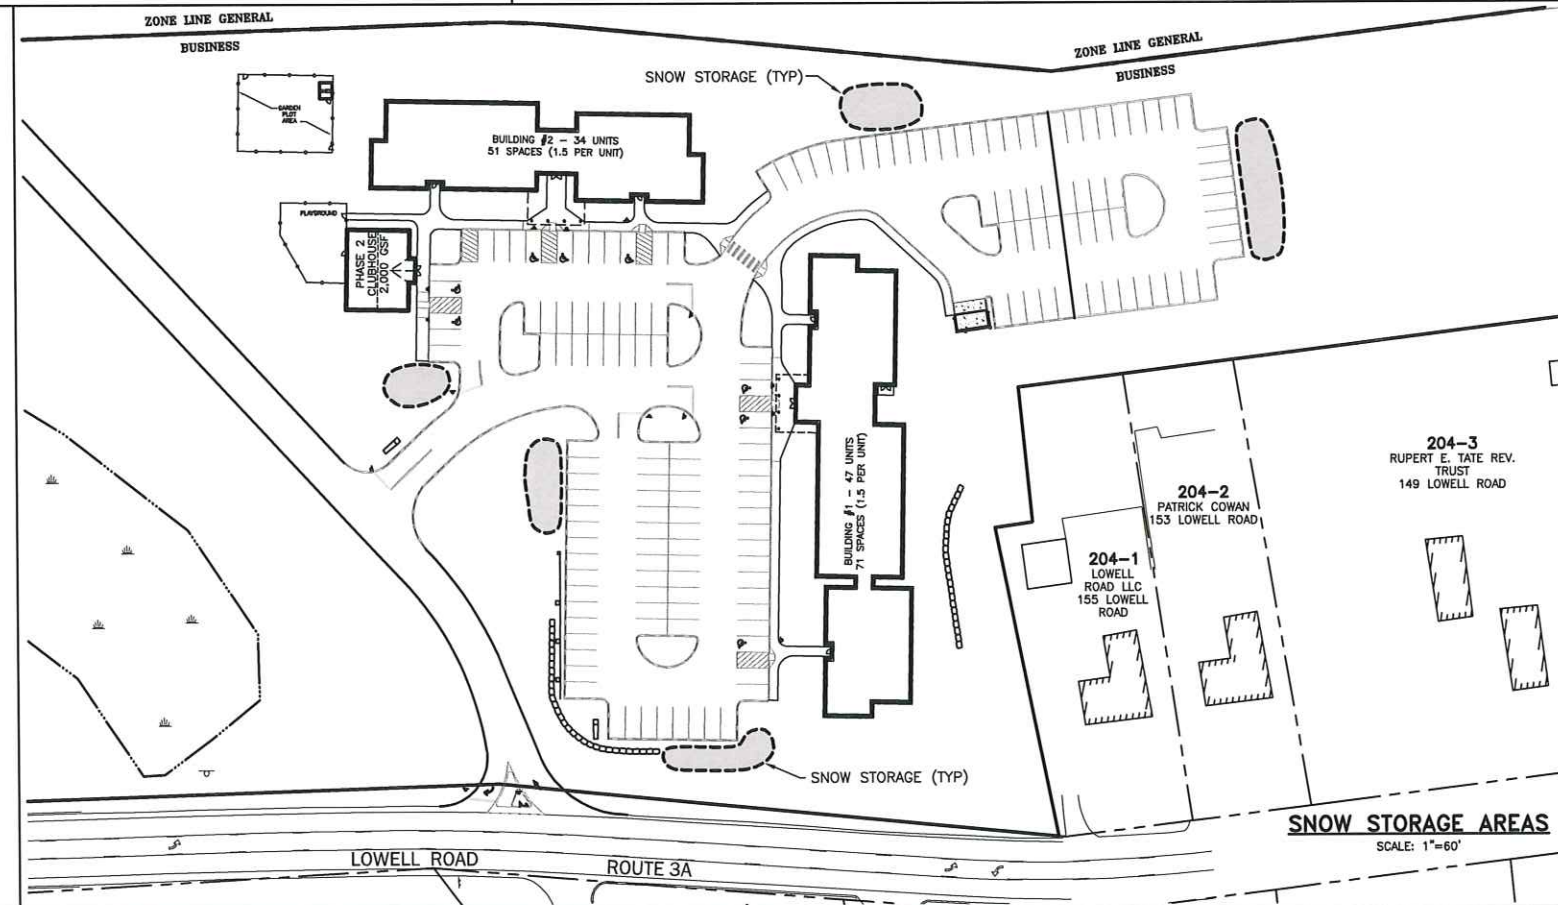 ZONE LINE GENERAL
BUSINESS
ZONE LINE GENERAL
BUSINESS
SNOW STORAGE (TYP)
GARDEN
PLOT
AREA
BUILDING #2 - 34 UNITS
51 SPACES (1.5 PER UNIT)
PLAYGROUND
PHASE 2
CLUBHOUSE
2,000 GSF
BUILDING #1 - 47 UNITS
71 SPACES (1.5 PER UNIT)
204-3
RUPERT E. TATE REV.
TRUST
149 LOWELL ROAD
204-2
PATRICK COWAN
153 LOWELL ROAD
204-1
LOWELL
ROAD LLC
155 LOWELL
ROAD
SNOW STORAGE (TYP)
SNOW STORAGE AREAS
SCALE: 1"=60'
LOWELL ROAD
ROUTE 3A